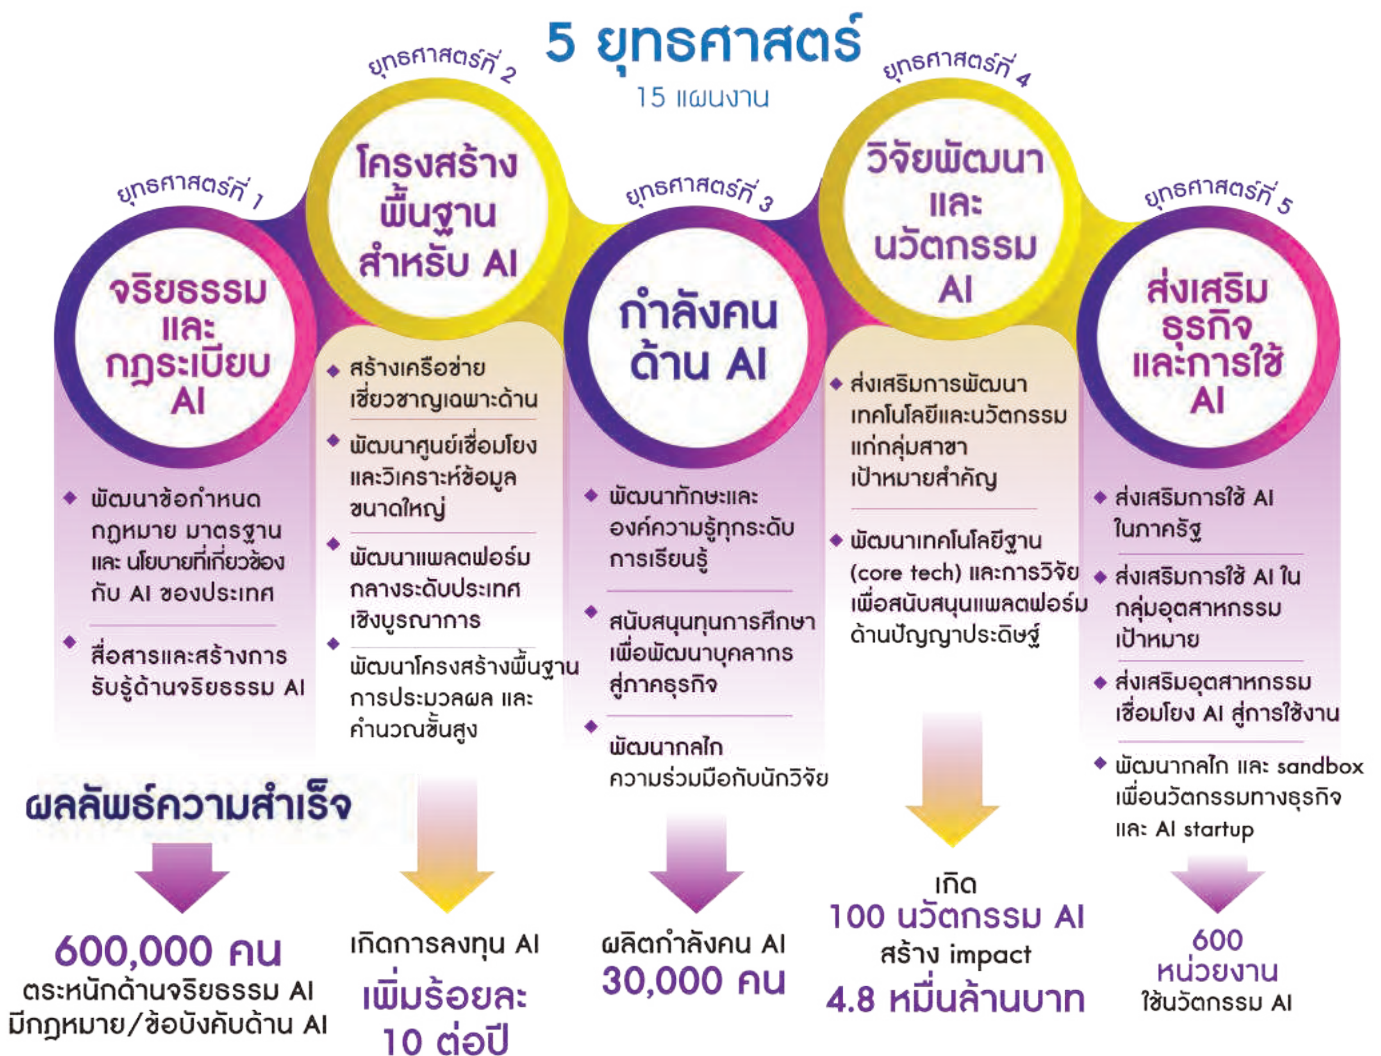 5 ยุทธศาสตร์
15 แผนงาน
ยุทธศาสตร์ที่ 1
จริยธรรม
และ
กฎระเบียบ
AI
◆ พัฒนาข้อกำหนด
กฎหมาย มาตรฐาน
และ นโยบายที่เกี่ยวข้อง
กับ AI ของประเทศ
◆ สื่อสารและสร้างการ
รับรู้ด้านจริยธรรม AI
ยุทธศาสตร์ที่ 2
โครงสร้าง
พื้นฐาน
สำหรับ AI
◆ สร้างเครือข่าย
เชี่ยวชาญเฉพาะด้าน
◆ พัฒนาศูนย์เชื่อมโยง
และวิเคราะห์ข้อมูล
ขนาดใหญ่
◆ พัฒนาแพลตฟอร์ม
กลางระดับประเทศ
เชิงบูรณาการ
◆ พัฒนาโครงสร้างพื้นฐาน
การประมวลผล และ
คำนวณขั้นสูง
ยุทธศาสตร์ที่ 3
กำลังคน
ด้าน AI
◆ พัฒนาทักษะและ
องค์ความรู้ทุกระดับ
การเรียนรู้
◆ สนับสนุนทุนการศึกษา
เพื่อพัฒนาบุคลากร
สู่ภาคธุรกิจ
◆ พัฒนากลไก
ความร่วมมือกับนักวิจัย
ยุทธศาสตร์ที่ 4
วิจัยพัฒนา
และ
นวัตกรรม
AI
◆ ส่งเสริมการพัฒนา
เทคโนโลยีและนวัตกรรม
แก่กลุ่มสาขา
เป้าหมายสำคัญ
◆ พัฒนาเทคโนโลยีฐาน
(core tech) และการวิจัย
เพื่อสนับสนุนแพลตฟอร์ม
ด้านปัญญาประดิษฐ์
ยุทธศาสตร์ที่ 5
ส่งเสริม
ธุรกิจ
และการใช้
AI
◆ ส่งเสริมการใช้ AI
ในภาครัฐ
◆ ส่งเสริมการใช้ AI ใน
กลุ่มอุตสาหกรรม
เป้าหมาย
◆ ส่งเสริมอุตสาหกรรม
เชื่อมโยง AI สู่การใช้งาน
◆ พัฒนากลไก และ sandbox
เพื่อนวัตกรรมทางธุรกิจ
และ AI startup
ผลลัพธ์ความสำเร็จ
600,000 คน
ตระหนักด้านจริยธรรม AI
มีกฎหมาย/ข้อบังคับด้าน AI
เกิดการลงทุน AI
เพิ่มร้อยละ
10 ต่อปี
ผลิตกำลังคน AI
30,000 คน
เกิด
100 นวัตกรรม AI
สร้าง impact
4.8 หมื่นล้านบาท
600
หน่วยงาน
ใช้นวัตกรรม AI